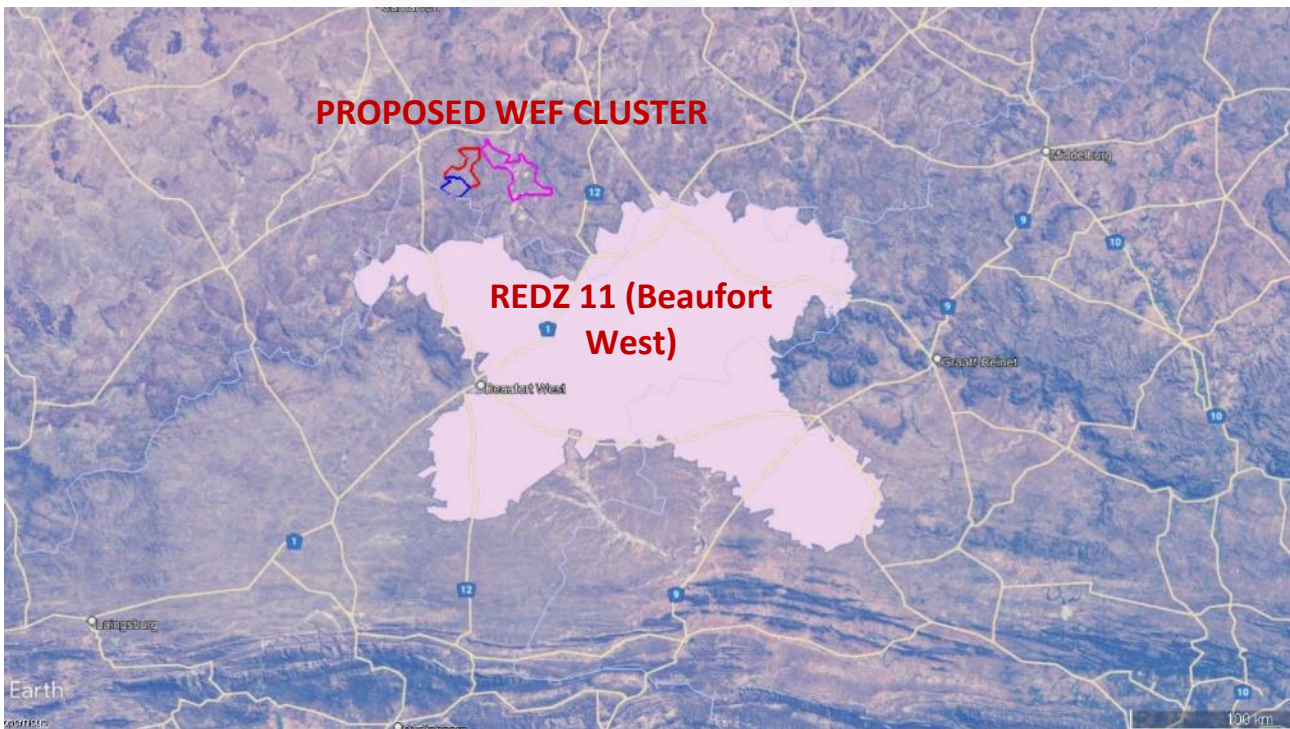 Carnarvon
PROPOSED WEF CLUSTER
Middelburg
12
9
10
REDZ 11 (Beaufort
West)
9
1
Graaff Reinet
Beaufort West
10
1
12
9
Laingsburg
Earth
10
100 km